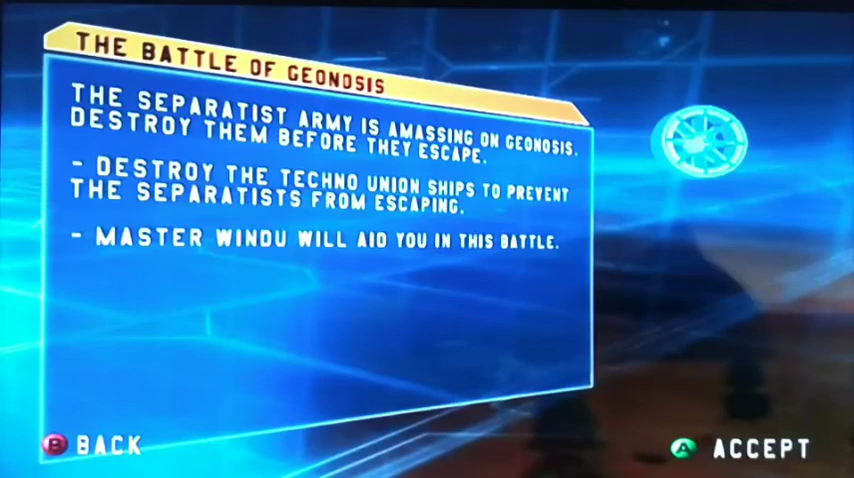 THE BATTLE OF GEONOSIS
THE SEPARATIST ARMY IS AMASSING ON GEONOSIS.
DESTROY THEM BEFORE THEY ESCAPE.
- DESTROY THE TECHNO UNION SHIPS TO PREVENT
THE SEPARATISTS FROM ESCAPING.
- MASTER WINDU WILL AID YOU IN THIS BATTLE.
B BACK
A ACCEPT